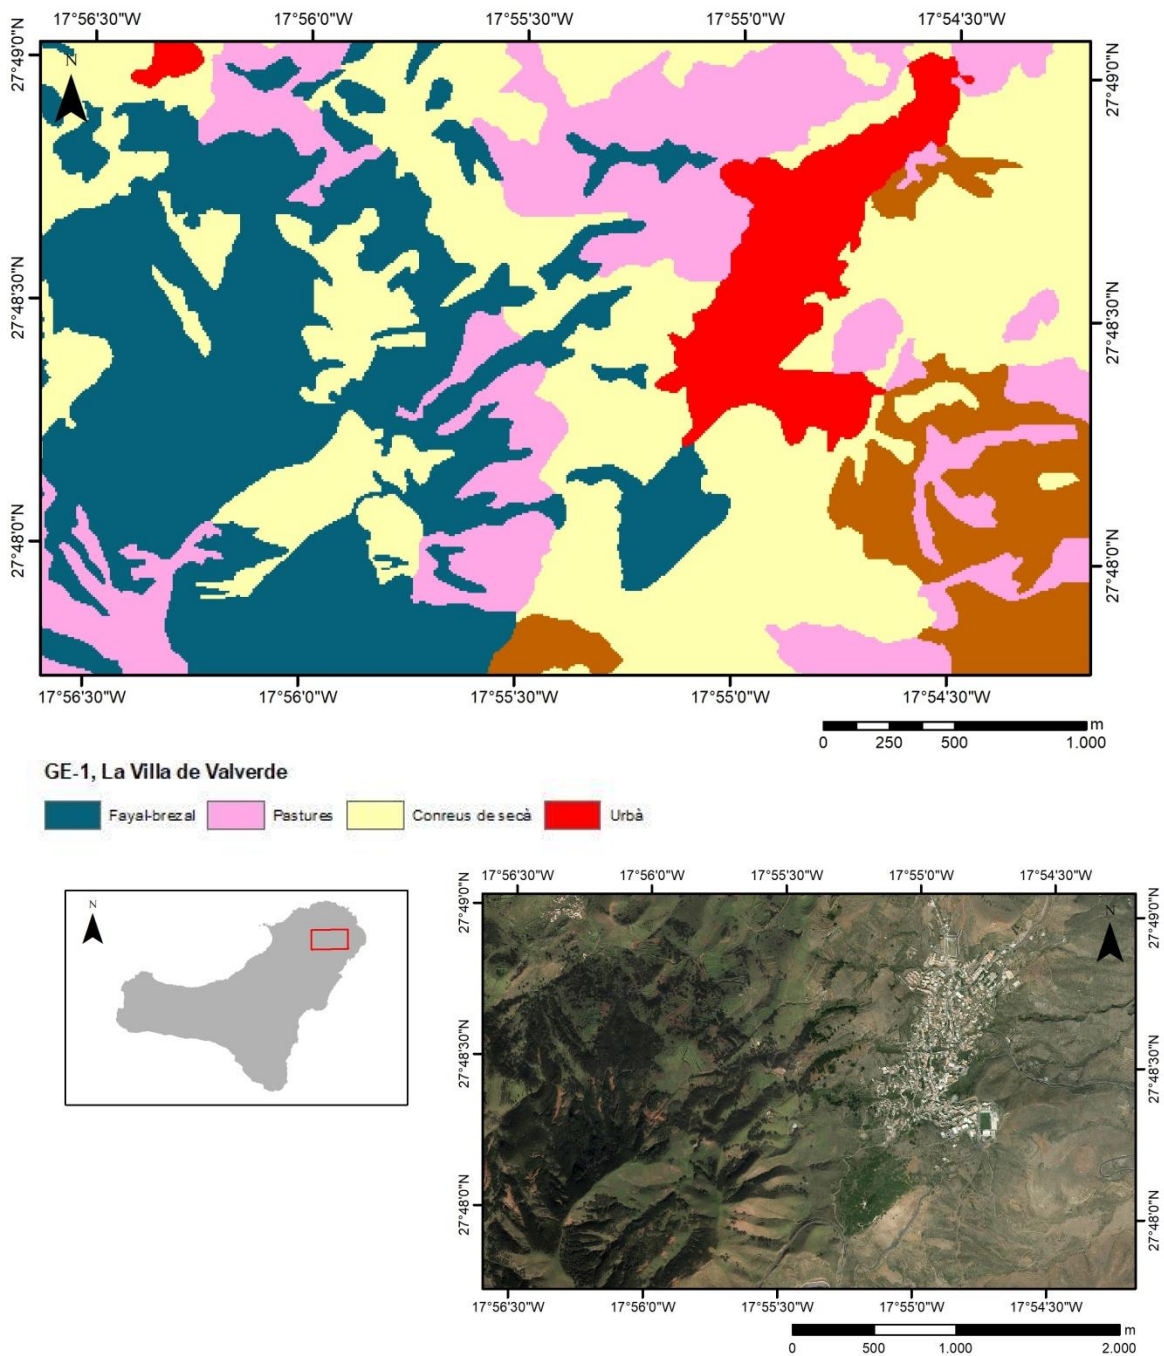 17°56'30"W 17°56'0"W 17°55'30"W 17°55'0"W 17°54'30"W
27°49'0"N
27°48'30"N
27°48'0"N
N
27°49'0"N
27°48'30"N
27°48'0"N
17°56'30"W 17°56'0"W 17°55'30"W 17°55'0"W 17°54'30"W
m
0 250 500 1.000
GE-1, La Villa de Valverde
Fayal-brezal Pastures Conreus de secà Urbà
N
17°56'30"W 17°56'0"W 17°55'30"W 17°55'0"W 17°54'30"W
27°49'0"N
27°48'30"N
27°48'0"N
N
27°49'0"N
27°48'30"N
27°48'0"N
17°56'30"W 17°56'0"W 17°55'30"W 17°55'0"W 17°54'30"W
m
0 500 1.000 2.000